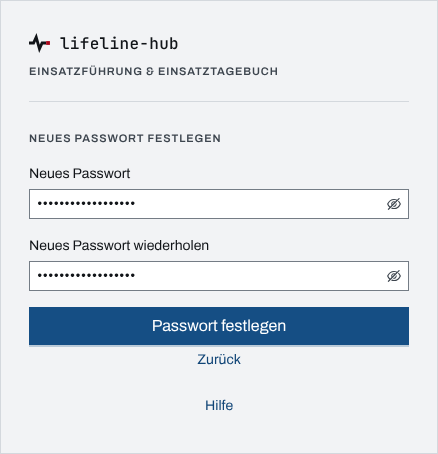 lifeline-hub
EINSATZFÜHRUNG & EINSATZTAGEBUCH
NEUES PASSWORT FESTLEGEN
Neues Passwort
••••••••••••••••••
Neues Passwort wiederholen
••••••••••••••••••
Passwort festlegen
Zurück
Hilfe